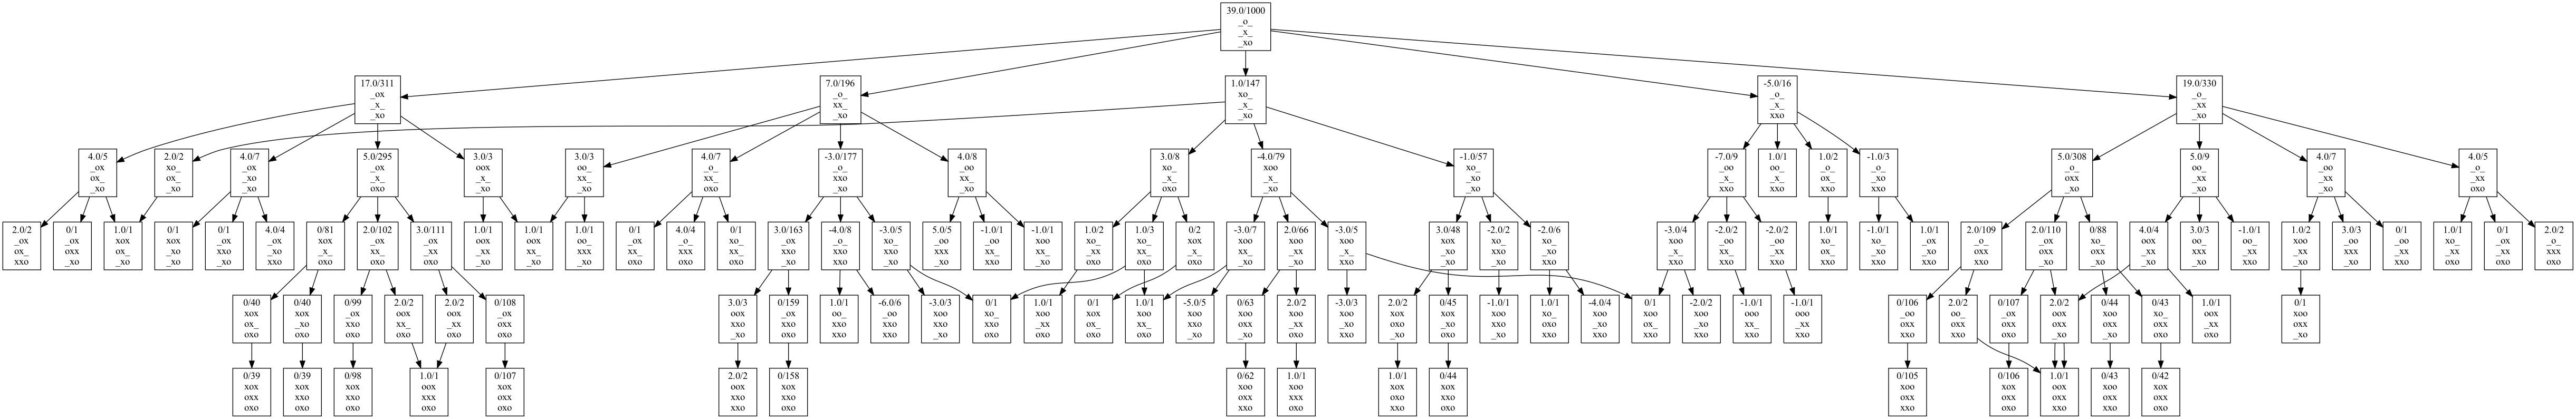 39.0/1000
_o_
_x_
_xo
17.0/311
_ox
_x_
_xo
7.0/196
_o_
xx_
_xo
1.0/147
xo_
_x_
_xo
-5.0/16
_o_
_x_
xxo
19.0/330
_o_
_xx
_xo
4.0/5
_ox
ox_
_xo
2.0/2
xo_
ox_
_xo
4.0/7
_ox
_xo
_xo
5.0/295
_ox
_x_
oxo
3.0/3
oox
_x_
_xo
3.0/3
oo_
xx_
_xo
4.0/7
_o_
xx_
oxo
-3.0/177
_o_
xxo
_xo
4.0/8
_oo
xx_
_xo
3.0/8
xo_
_x_
oxo
-4.0/79
xoo
_x_
_xo
-1.0/57
xo_
_xo
_xo
-7.0/9
_oo
_x_
xxo
1.0/1
oo_
_x_
xxo
1.0/2
_o_
ox_
xxo
-1.0/3
_o_
_xo
xxo
5.0/308
_o_
oxx
_xo
5.0/9
oo_
_xx
_xo
4.0/7
_oo
_xx
_xo
4.0/5
_o_
_xx
oxo
2.0/2
_ox
ox_
xxo
0/1
_ox
oxx
_xo
1.0/1
xox
ox_
_xo
0/1
xox
_xo
_xo
0/1
_ox
xxo
_xo
4.0/4
_ox
_xo
xxo
0/81
xox
_x_
oxo
2.0/102
_ox
xx_
oxo
3.0/111
_ox
_xx
oxo
1.0/1
oox
_xx
_xo
1.0/1
oox
xx_
_xo
1.0/1
oo_
xxx
_xo
0/1
_ox
xx_
oxo
4.0/4
_o_
xxx
oxo
0/1
xo_
xx_
oxo
3.0/163
_ox
xxo
_xo
-4.0/8
_o_
xxo
xxo
-3.0/5
xo_
xxo
_xo
5.0/5
_oo
xxx
_xo
-1.0/1
_oo
xx_
xxo
-1.0/1
xoo
xx_
_xo
1.0/2
xo_
_xx
oxo
1.0/3
xo_
xx_
oxo
0/2
xox
_x_
oxo
-3.0/7
xoo
xx_
_xo
2.0/66
xoo
_xx
_xo
-3.0/5
xoo
_x_
xxo
3.0/48
xox
_xo
_xo
-2.0/2
xo_
xxo
_xo
-2.0/6
xo_
_xo
xxo
-3.0/4
xoo
_x_
xxo
-2.0/2
_oo
xx_
xxo
-2.0/2
_oo
_xx
xxo
1.0/1
xo_
ox_
xxo
-1.0/1
xo_
_xo
xxo
1.0/1
_ox
_xo
xxo
2.0/109
_o_
oxx
xxo
2.0/110
_ox
oxx
_xo
0/88
xo_
oxx
_xo
4.0/4
oox
_xx
_xo
3.0/3
oo_
xxx
_xo
-1.0/1
oo_
_xx
xxo
1.0/2
xoo
_xx
_xo
3.0/3
_oo
xxx
_xo
0/1
_oo
_xx
xxo
1.0/1
xo_
_xx
oxo
0/1
_ox
_xx
oxo
2.0/2
_o_
xxx
oxo
0/40
xox
ox_
oxo
0/40
xox
_xo
oxo
0/99
_ox
xxo
oxo
2.0/2
oox
xx_
oxo
2.0/2
oox
_xx
oxo
0/108
_ox
oxx
oxo
3.0/3
oox
xxo
_xo
0/159
_ox
xxo
oxo
1.0/1
oo_
xxo
xxo
-6.0/6
_oo
xxo
xxo
-3.0/3
xoo
xxo
_xo
0/1
xo_
xxo
oxo
1.0/1
xoo
_xx
oxo
0/1
xox
ox_
oxo
1.0/1
xoo
xx_
oxo
-5.0/5
xoo
xxo
_xo
0/63
xoo
oxx
_xo
2.0/2
xoo
_xx
oxo
-3.0/3
xoo
_xo
xxo
2.0/2
xox
oxo
_xo
0/45
xox
_xo
oxo
-1.0/1
xoo
xxo
_xo
1.0/1
xo_
oxo
xxo
-4.0/4
xoo
_xo
xxo
0/1
xoo
ox_
xxo
-2.0/2
xoo
_xo
xxo
-1.0/1
ooo
xx_
xxo
-1.0/1
ooo
_xx
xxo
0/106
_oo
oxx
xxo
2.0/2
oo_
oxx
xxo
0/107
_ox
oxx
oxo
2.0/2
oox
oxx
_xo
0/44
xoo
oxx
_xo
0/43
xo_
oxx
oxo
1.0/1
oox
_xx
oxo
0/1
xoo
oxx
_xo
0/39
xox
oxx
oxo
0/39
xox
xxo
oxo
0/98
xox
xxo
oxo
1.0/1
oox
xxx
oxo
0/107
xox
oxx
oxo
2.0/2
oox
xxo
xxo
0/158
xox
xxo
oxo
0/62
xoo
oxx
xxo
1.0/1
xoo
xxx
oxo
1.0/1
xox
oxo
xxo
0/44
xox
oxo
oxo
0/105
xoo
oxx
xxo
0/106
xox
oxx
oxo
1.0/1
oox
oxx
xxo
0/43
xoo
oxx
xxo
0/42
xox
oxx
oxo